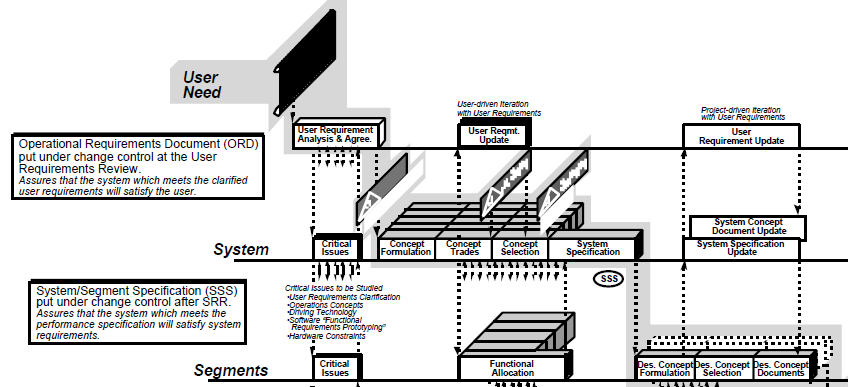 User
Need
User-driven Iteration
with User Requirements
Project-driven Iteration
with User Requirements
User Requirement
Analysis & Agree.
User Reqmt.
Update
User
Requirement Update
Operational Requirements Document (ORD)
put under change control at the User
Requirements Review.
Assures that the system which meets the clarified
user requirements will satisfy the user.
System Concept
Document Update
System
Critical
Issues
Concept
Formulation
Concept
Trades
Concept
Selection
System
Specification
System Specification
Update
SSS
System/Segment Specification (SSS)
put under change control after SRR.
Assures that the system which meets the
performance specification will satisfy system
requirements.
Critical Issues to be Studied
•User Requirements Clarification
•Operations Concepts
•Driving Technology
•Software "Functional
Requirements Prototyping"
•Hardware Constraints
Segments
Critical
Issues
Functional
Allocation
Des. Concept
Formulation
Des. Concept
Selection
Des. Concept
Documents